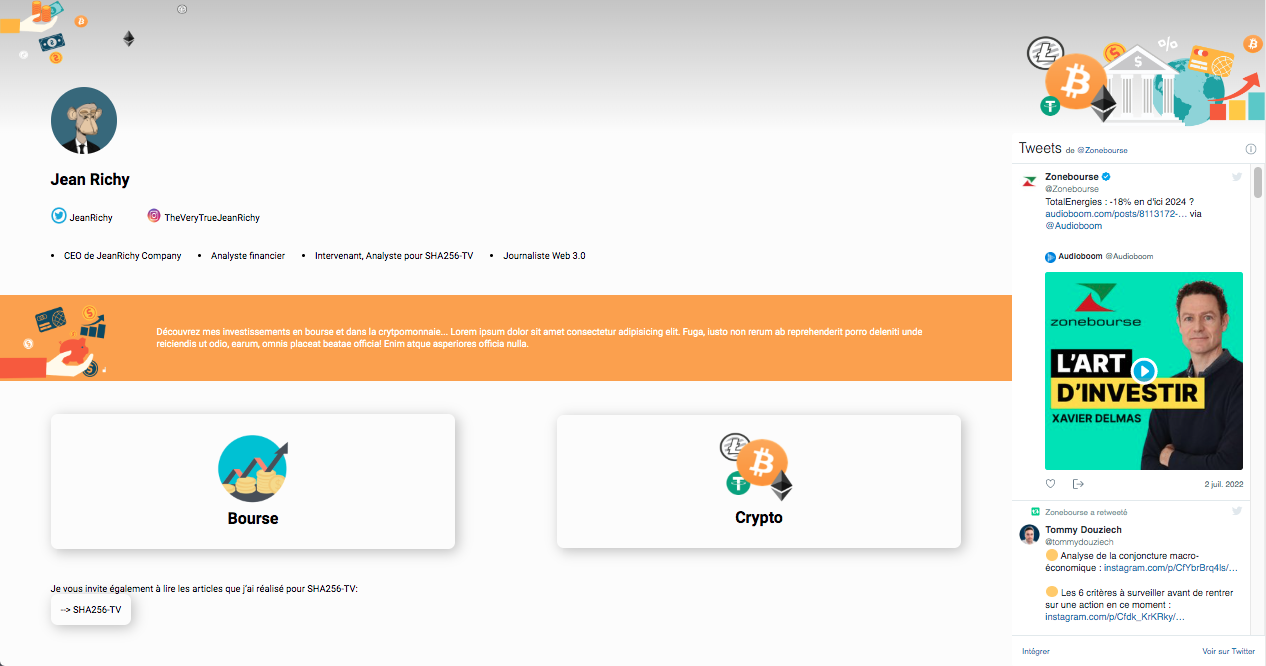 Jean Richy
JeanRichy
TheVeryTrueJeanRichy
• CEO de JeanRichy Company • Analyste financier • Intervenant, Analyste pour SHA256-TV • Journaliste Web 3.0
Découvrez mes investissements en bourse et dans la crytpomonnaie... Lorem ipsum dolor sit amet consectetur adipisicing elit. Fuga, iusto non rerum ab reprehenderit porro deleniti unde
reiciendis ut odio, earum, omnis placeat beatae officia! Enim atque asperiores officia nulla.
Bourse
Crypto
Je vous invite également à lire les articles que j'ai réalisé pour SHA256-TV:
--> SHA256-TV
Tweets de @Zonebourse
Zonebourse
@Zonebourse
TotalEnergies : -18% en d'ici 2024 ?
audioboom.com/posts/8113172-… via
@Audioboom
Audioboom @Audioboom
zonebourse
L'ART
D'INVESTIR
XAVIER DELMAS
2 juil. 2022
Zonebourse a retweeté
Tommy Douziech
@tommydouziech
Analyse de la conjoncture macro-
économique : instagram.com/p/CfYbrBrq4ls/…
Les 6 critères à surveiller avant de rentrer
sur une action en ce moment :
instagram.com/p/Cfdk_KrKRky/…
Intégrer
Voir sur Twitter